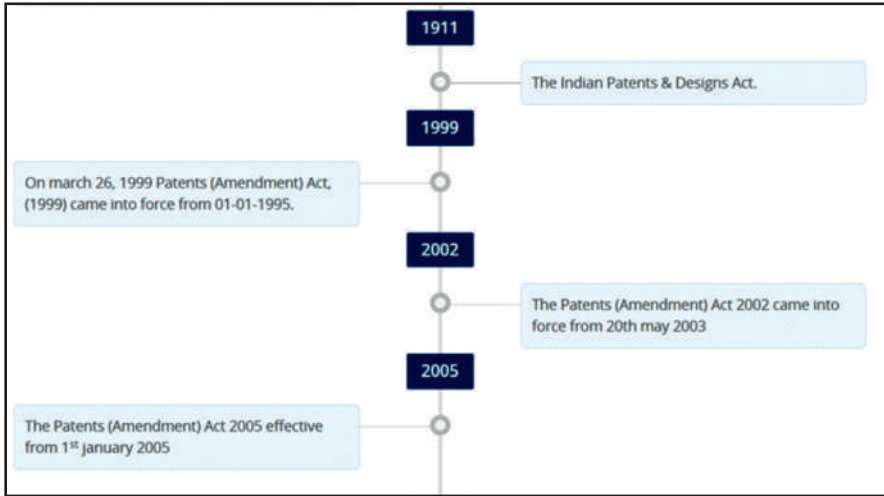 1911
The Indian Patents & Designs Act.
1999
On march 26, 1999 Patents (Amendment) Act,
(1999) came into force from 01-01-1995.
2002
The Patents (Amendment) Act 2002 came into
force from 20th may 2003
2005
The Patents (Amendment) Act 2005 effective
from 1st january 2005